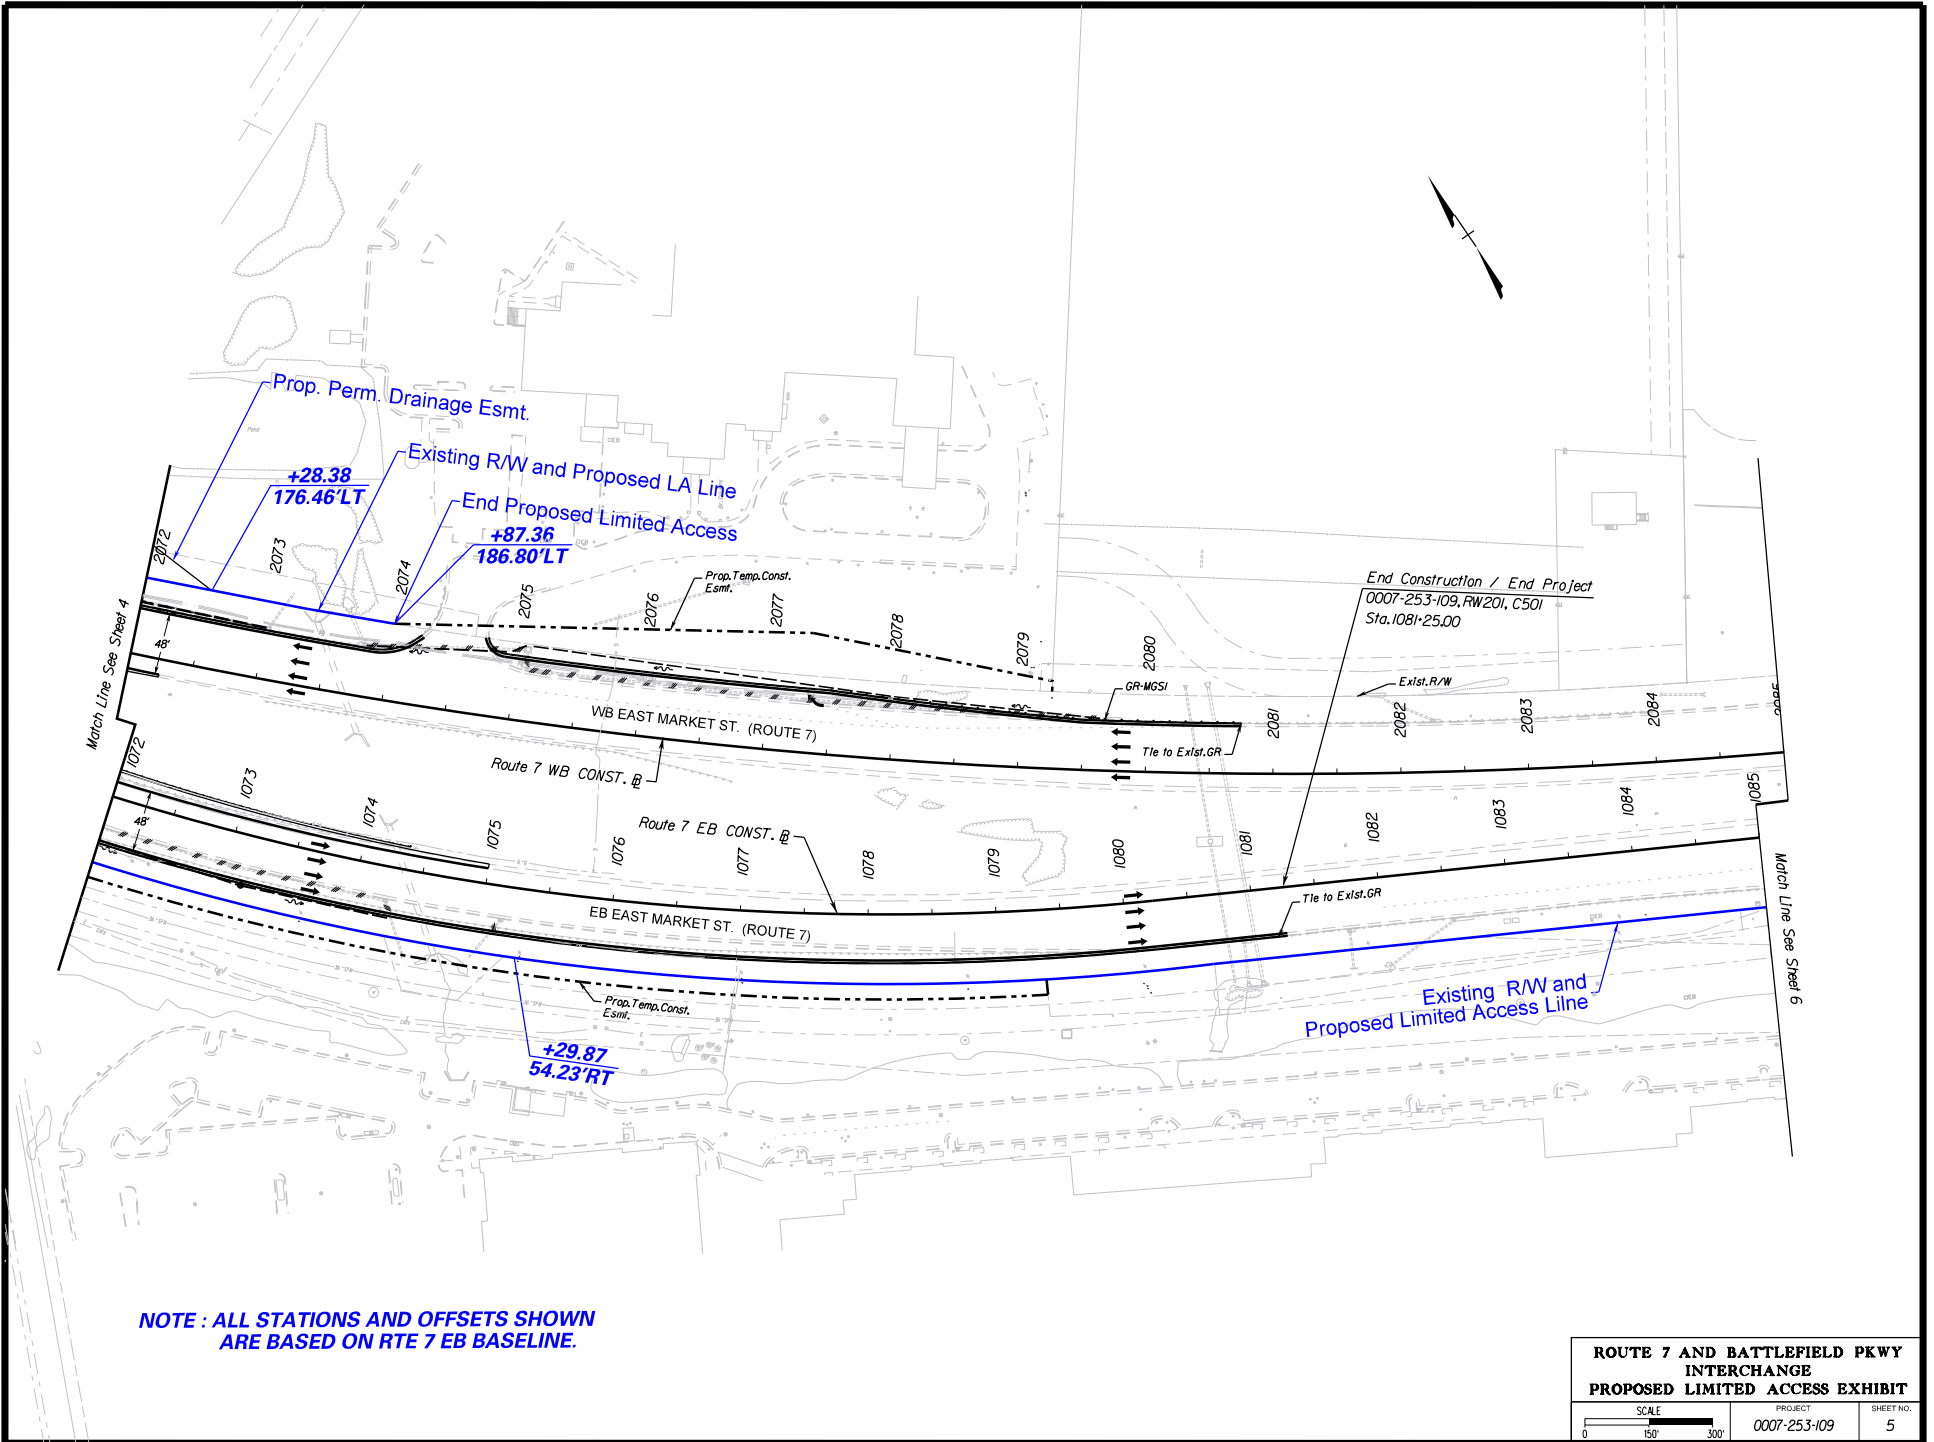 Prop. Perm. Drainage Esmt.
Existing R/W and Proposed LA Line
+28.38
176.46'LT
End Proposed Limited Access
+87.36
186.80'LT
2072
2073
2074
2075
2076
2077
2078
2079
2080
2081
2082
2083
2084
Prop.Temp.Const.
Esmt.
End Construction / End Project
0007-253-109, RW201, C501
Sta. 1081+25.00
Match Line See Sheet 4
48'
GR-MGS1
Exist. R/W
WB EAST MARKET ST. (ROUTE 7)
Tie to Exist. GR
Route 7 WB CONST. B
1072
1073
1074
1075
1076
1077
1078
1079
1080
1081
1082
1083
1084
1085
48'
Route 7 EB CONST. B
Tie to Exist. GR
EB EAST MARKET ST. (ROUTE 7)
Match Line See Sheet 6
Prop.Temp.Const.
Esmt.
Existing R/W and
Proposed Limited Access Lilne
+29.87
54.23'RT
NOTE : ALL STATIONS AND OFFSETS SHOWN
ARE BASED ON RTE 7 EB BASELINE.
ROUTE 7 AND BATTLEFIELD PKWY
INTERCHANGE
PROPOSED LIMITED ACCESS EXHIBIT
SCALE
0 150' 300'
PROJECT
0007-253-109
SHEET NO.
5